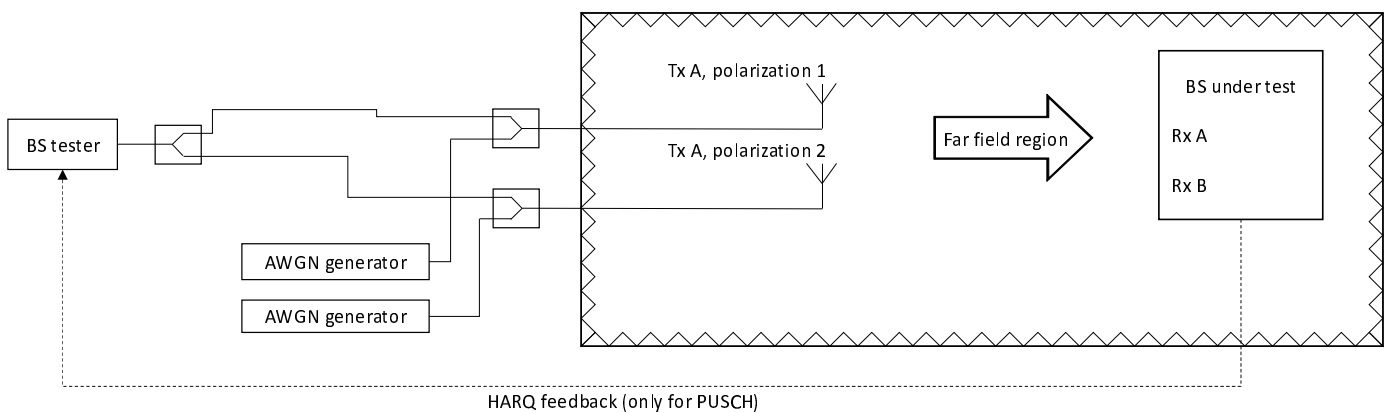 Tx A, polarization 1
BS under test
BS tester
Far field region
Rx A
Tx A, polarization 2
Rx B
AWGN generator
AWGN generator
HARQ feedback (only for PUSCH)